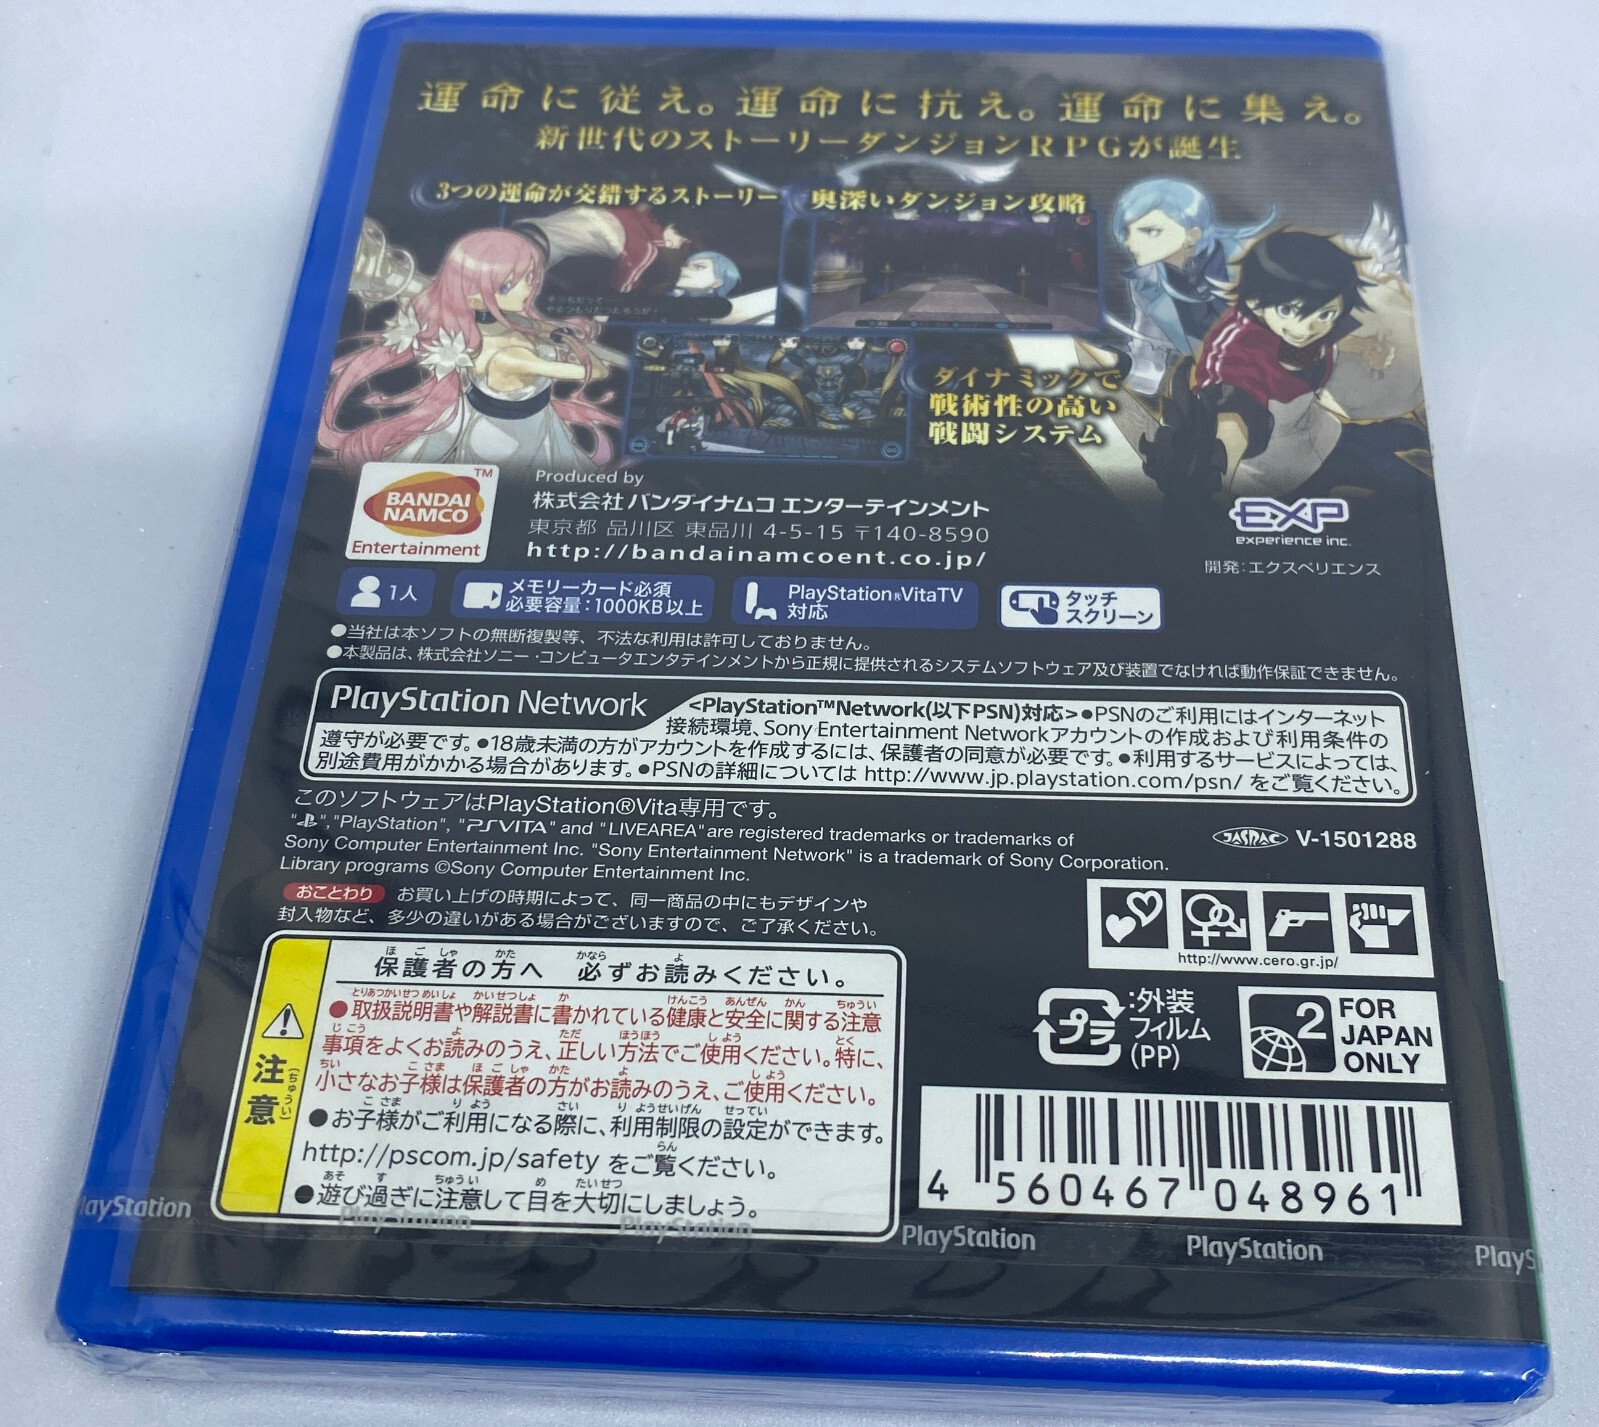 運命に従え。運命に抗え。運命に集え。
新世代のストーリーダンジョンRPGが誕生
3つの運命が交錯するストーリー
奥深いダンジョン攻略
ダイナミックで
戦術性の高い
戦闘システム
BANDAI
NAMCO
Entertainment
TM
Produced by
株式会社バンダイナムコエンターテインメント
東京都 品川区 東品川 4-5-15 〒140-8590
http://bandainamcoent.co.jp/
EXP
experience inc.
開発：エクスペリエンス
1人
メモリーカード必須
必要容量：1000KB以上
PlayStation®VitaTV
対応
タッチ
スクリーン
●当社は本ソフトの無断複製等、不法な利用は許可しておりません。
●本製品は、株式会社ソニー・コンピュータエンタテインメントから正規に提供されるシステムソフトウェア及び装置でなければ動作保証できません。
PlayStation Network
<PlayStation™Network(以下PSN)対応>●PSNのご利用にはインターネット
接続環境、Sony Entertainment Networkアカウントの作成および利用条件の
遵守が必要です。●18歳未満の方がアカウントを作成するには、保護者の同意が必要です。●利用するサービスによっては、
別途費用がかかる場合があります。●PSNの詳細については http://www.jp.playstation.com/psn/ をご覧ください。
このソフトウェアはPlayStation®Vita専用です。
" ", "PlayStation", "PSVITA" and "LIVEAREA" are registered trademarks or trademarks of
Sony Computer Entertainment Inc. "Sony Entertainment Network" is a trademark of Sony Corporation.
Library programs ©Sony Computer Entertainment Inc.
JASRAC V-1501288
おことわり お買い上げの時期によって、同一商品の中にもデザインや
封入物など、多少の違いがある場合がございますので、ご了承ください。
http://www.cero.gr.jp/
注意(ちゅうい)
保護者の方へ 必ずお読みください。
●取扱説明書や解説書に書かれている健康と安全に関する注意
事項をよくお読みのうえ、正しい方法でご使用ください。特に、
小さなお子様は保護者の方がお読みのうえ、ご使用ください。
●お子様がご利用になる際に、利用制限の設定ができます。
http://pscom.jp/safety をご覧ください。
●遊び過ぎに注意して目を大切にしましょう。
プラ
：外装
フィルム
(PP)
2
FOR
JAPAN
ONLY
4 560467 048961
PlayStation
PlayStation
PlayStation
PlayStation